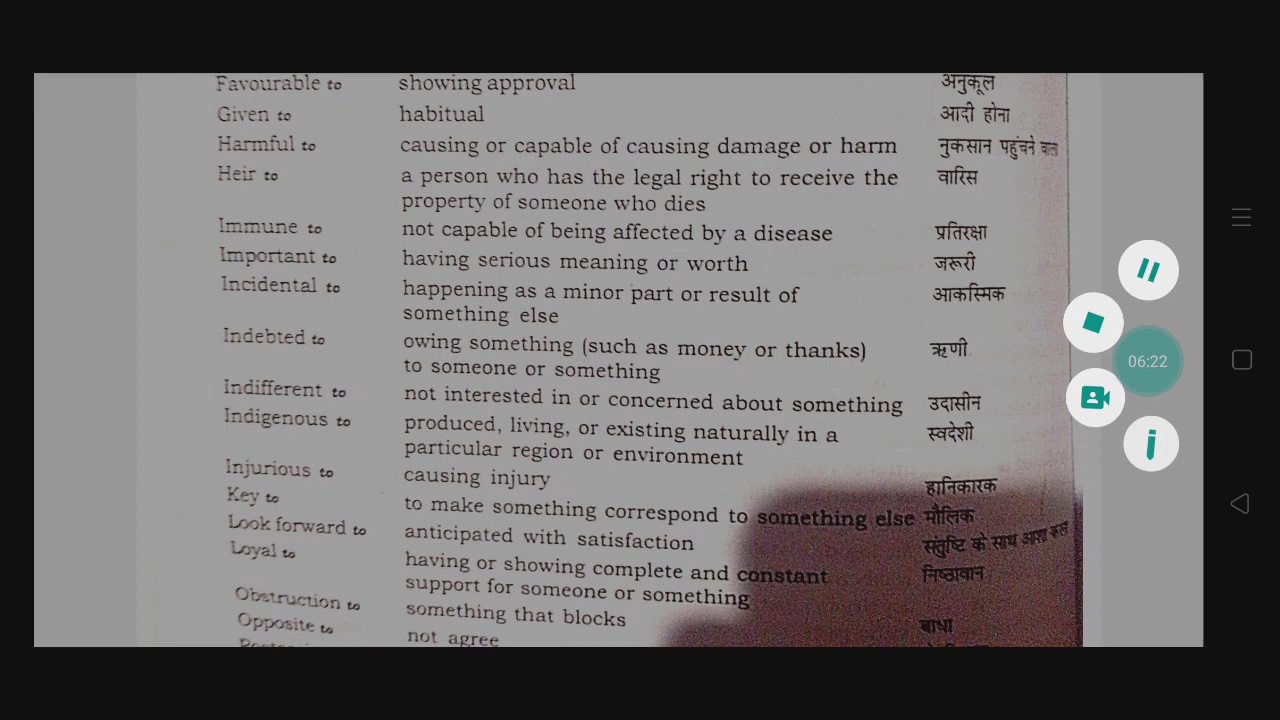 Favourable to showing approval अनुकूल
Given to habitual आदी होना
Harmful to causing or capable of causing damage or harm नुकसान पहुंचने वाला
Heir to a person who has the legal right to receive the वारिस
property of someone who dies
Immune to not capable of being affected by a disease प्रतिरक्षा
Important to having serious meaning or worth जरूरी
Incidental to happening as a minor part or result of आकस्मिक
something else
Indebted to owing something (such as money or thanks) ऋणी
to someone or something
Indifferent to not interested in or concerned about something उदासीन
Indigenous to produced, living, or existing naturally in a स्वदेशी
particular region or environment
Injurious to causing injury हानिकारक
Key to to make something correspond to something else मौलिक
Look forward to anticipated with satisfaction संतुष्टि के साथ आशा
Loyal to having or showing complete and constant निष्ठावान
support for someone or something
Obstruction to something that blocks बाधा
Opposite to not agree
06:22